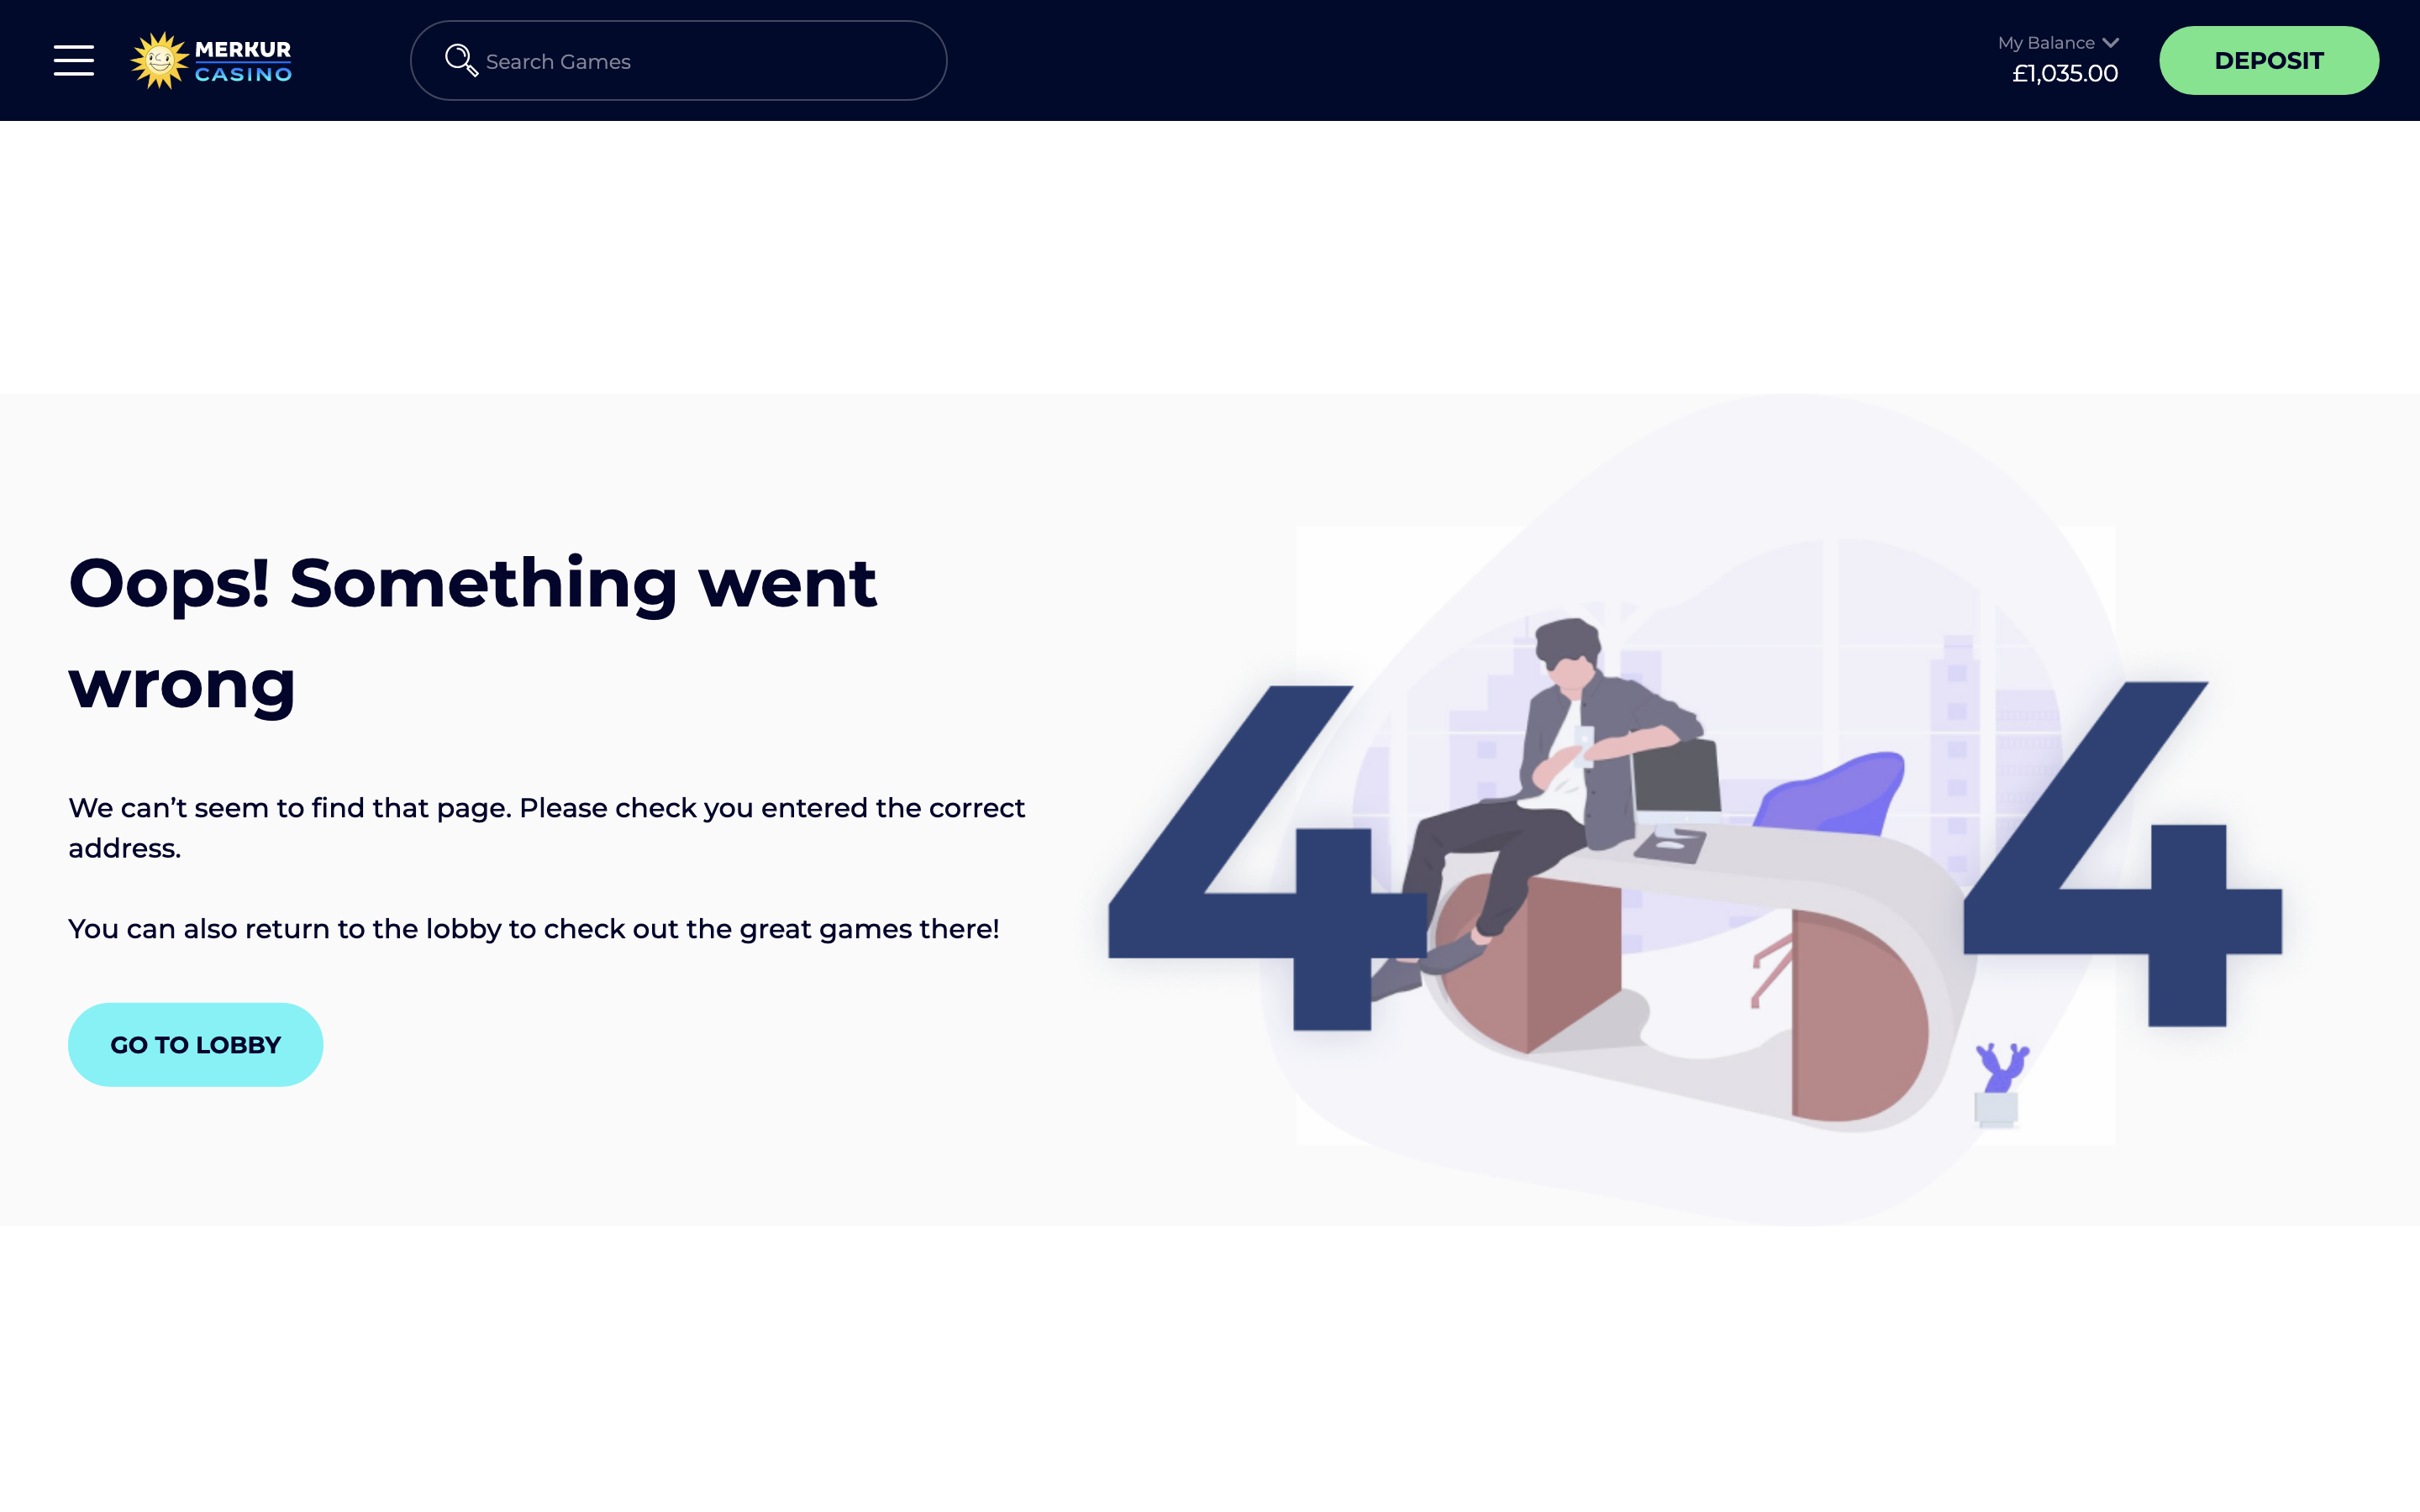 MERKUR
CASINO
Search Games
My Balance
£1,035.00
DEPOSIT
Oops! Something went
wrong
We can’t seem to find that page. Please check you entered the correct
address.
You can also return to the lobby to check out the great games there!
GO TO LOBBY
4 4